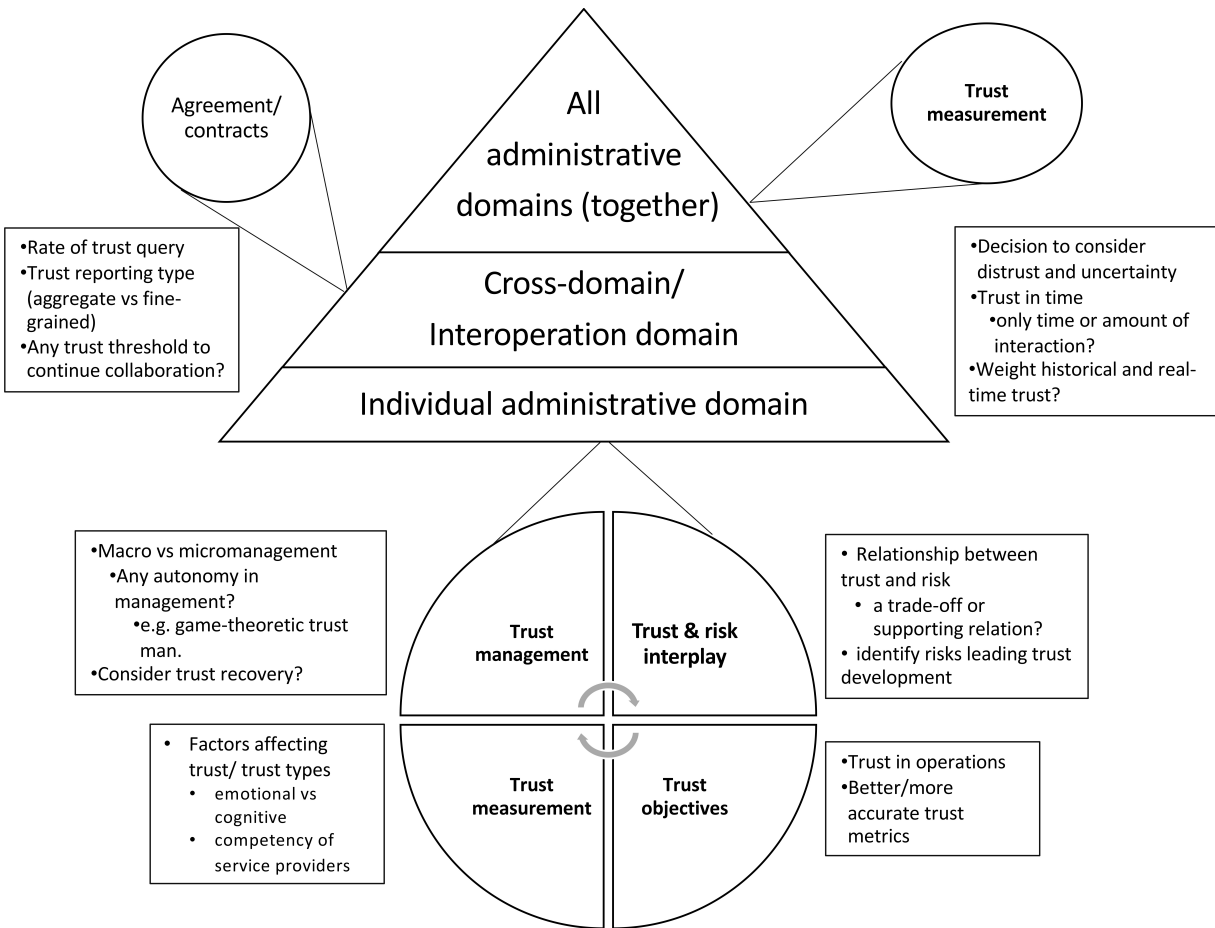 Agreement/
contracts
All
administrative
domains (together)
Trust
measurement
•Rate of trust query
•Trust reporting type
(aggregate vs fine-
grained)
•Any trust threshold to
continue collaboration?
Cross-domain/
Interoperation domain
•Decision to consider
distrust and uncertainty
•Trust in time
•only time or amount of
interaction?
•Weight historical and real-
time trust?
Individual administrative domain
•Macro vs micromanagement
•Any autonomy in
management?
•e.g. game-theoretic trust
man.
•Consider trust recovery?
Trust
management
Trust & risk
interplay
• Relationship between
trust and risk
• a trade-off or
supporting relation?
• identify risks leading trust
development
• Factors affecting
trust/ trust types
• emotional vs
cognitive
• competency of
service providers
Trust
measurement
Trust
objectives
•Trust in operations
•Better/more
accurate trust
metrics